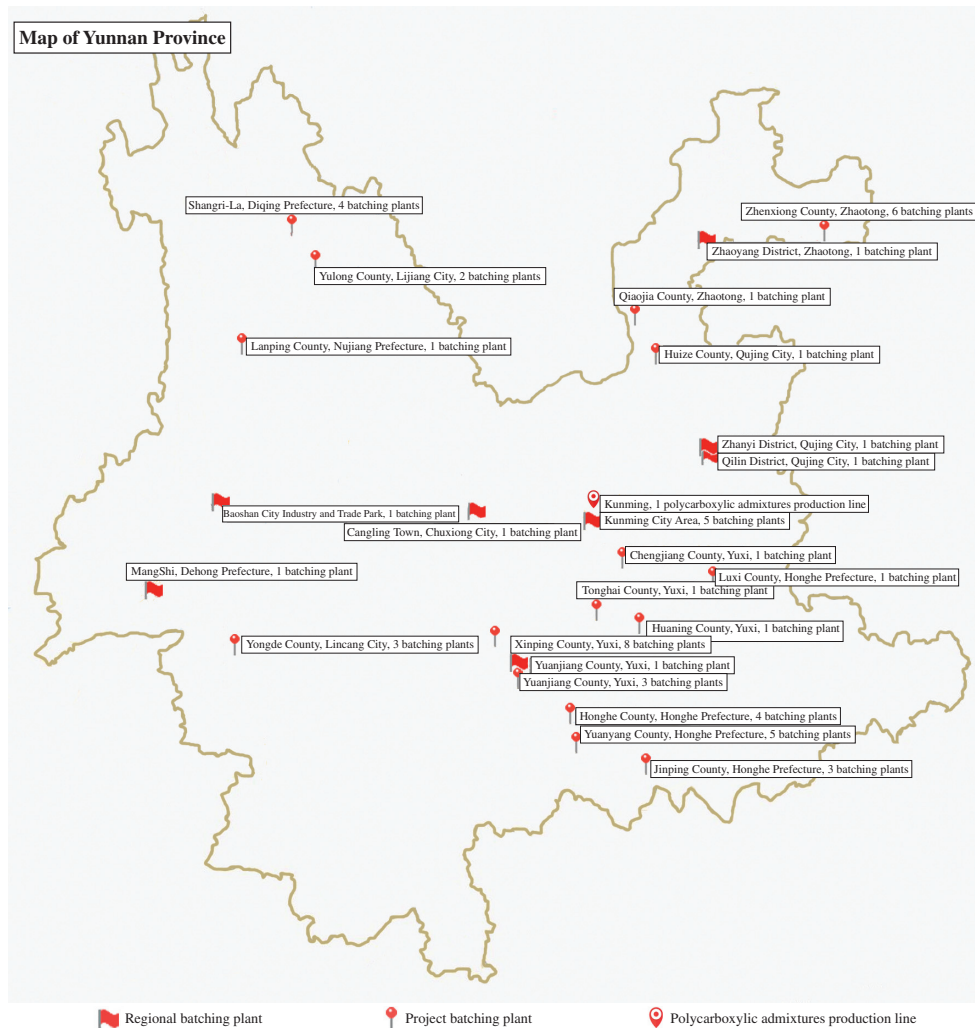 Map of Yunnan Province
Shangri-La, Diqing Prefecture, 4 batching plants
Zhenxiong County, Zhaotong, 6 batching plants
Zhaoyang District, Zhaotong, 1 batching plant
Yulong County, Lijiang City, 2 batching plants
Qiaojia County, Zhaotong, 1 batching plant
Lanping County, Nujiang Prefecture, 1 batching plant
Huize County, Qujing City, 1 batching plant
Zhanyi District, Qujing City, 1 batching plant
Qilin District, Qujing City, 1 batching plant
Kunming, 1 polycarboxylic admixtures production line
Baoshan City Industry and Trade Park, 1 batching plant
Kunming City Area, 5 batching plants
Cangling Town, Chuxiong City, 1 batching plant
Chengjiang County, Yuxi, 1 batching plant
MangShi, Dehong Prefecture, 1 batching plant
Luxi County, Honghe Prefecture, 1 batching plant
Tonghai County, Yuxi, 1 batching plant
Huaning County, Yuxi, 1 batching plant
Yongde County, Lincang City, 3 batching plants
Xinping County, Yuxi, 8 batching plants
Yuanjiang County, Yuxi, 1 batching plant
Yuanjiang County, Yuxi, 3 batching plants
Honghe County, Honghe Prefecture, 4 batching plants
Yuanyang County, Honghe Prefecture, 5 batching plants
Jinping County, Honghe Prefecture, 3 batching plants
Regional batching plant
Project batching plant
Polycarboxylic admixtures production line